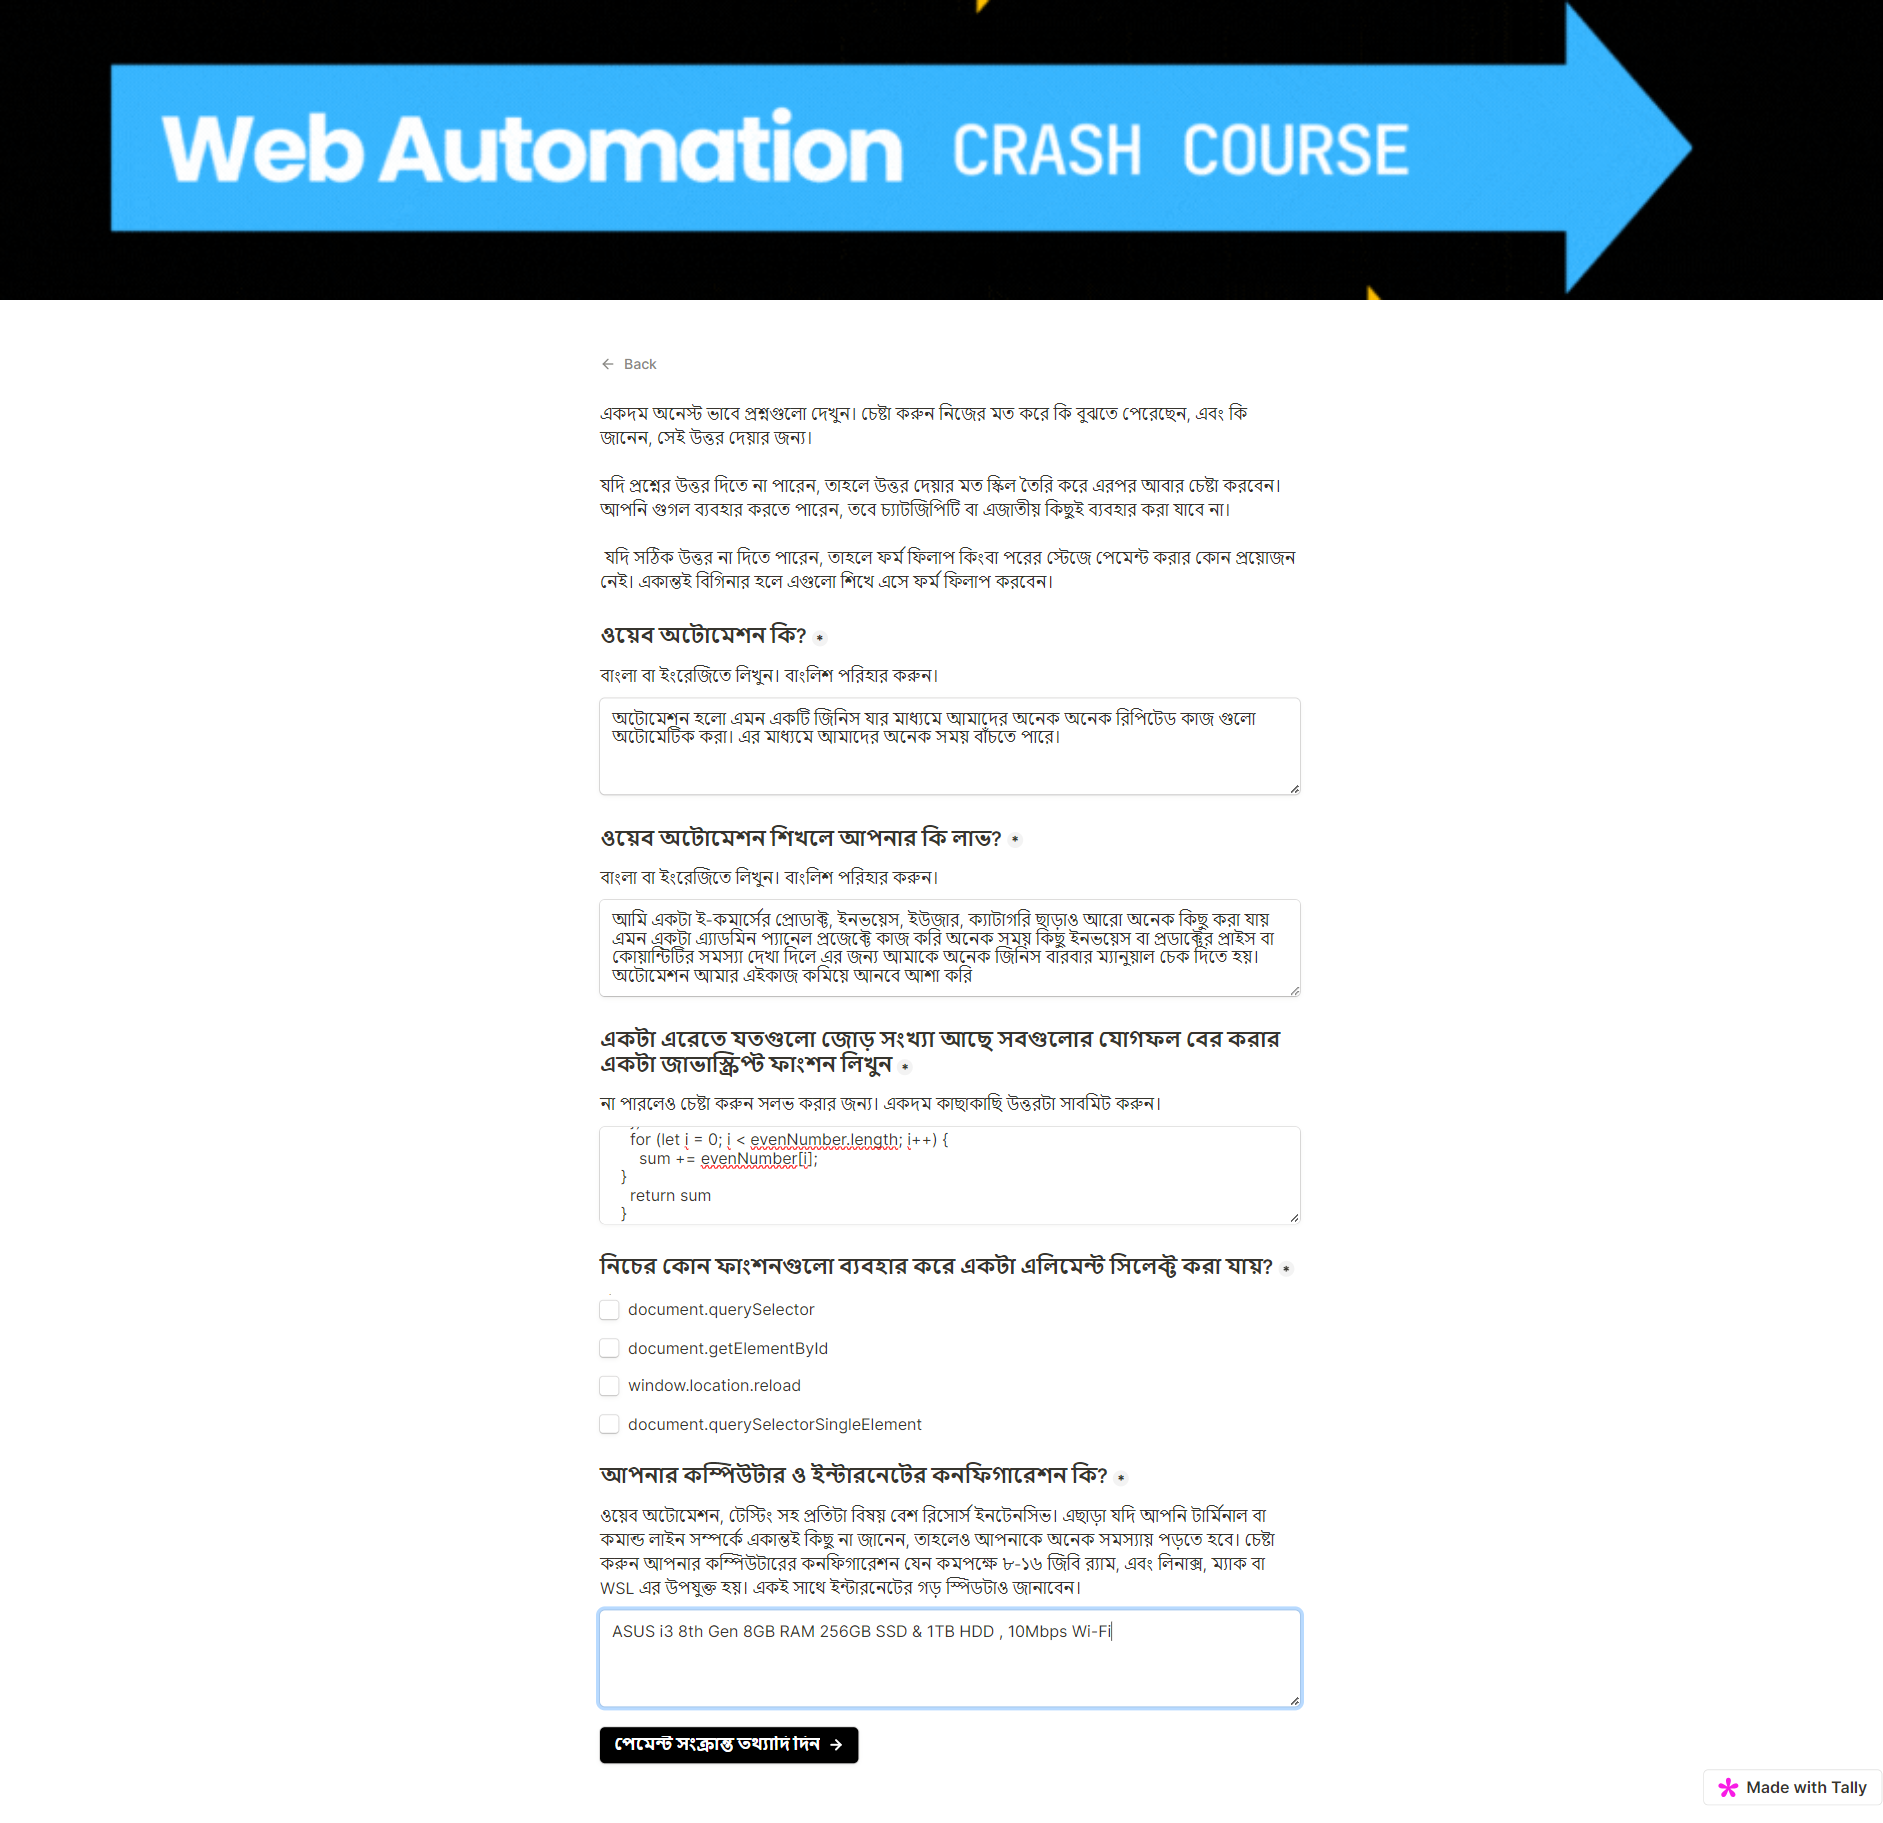 Web Automation CRASH COURSE
← Back
একদম অনেস্ট ভাবে প্রশ্নগুলো দেখুন। চেষ্টা করুন নিজের মত করে কি বুঝতে পেরেছেন, এবং কি
জানেন, সেই উত্তর দেয়ার জন্য।
যদি প্রশ্নের উত্তর দিতে না পারেন, তাহলে উত্তর দেয়ার মত স্কিল তৈরি করে এরপর আবার চেষ্টা করবেন।
আপনি গুগল ব্যবহার করতে পারেন, তবে চ্যাটজিপিটি বা এজাতীয় কিছুই ব্যবহার করা যাবে না।
যদি সঠিক উত্তর না দিতে পারেন, তাহলে ফর্ম ফিলাপ কিংবা পরের স্টেজে পেমেন্ট করার কোন প্রয়োজন
নেই। একান্তই বিগিনার হলে এগুলো শিখে এসে ফর্ম ফিলাপ করবেন।
ওয়েব অটোমেশন কি? *
বাংলা বা ইংরেজিতে লিখুন। বাংলিশ পরিহার করুন।
অটোমেশন হলো এমন একটি জিনিস যার মাধ্যমে আমাদের অনেক অনেক রিপিটেড কাজ গুলো
অটোমেটিক করা। এর মাধ্যমে আমাদের অনেক সময় বাঁচতে পারে।
ওয়েব অটোমেশন শিখলে আপনার কি লাভ? *
বাংলা বা ইংরেজিতে লিখুন। বাংলিশ পরিহার করুন।
আমি একটা ই-কমার্সের প্রোডাক্ট, ইনভয়েস, ইউজার, ক্যাটাগরি ছাড়াও আরো অনেক কিছু করা যায়
এমন একটা এ্যাডমিন প্যানেল প্রজেক্টে কাজ করি অনেক সময় কিছু ইনভয়েস বা প্রডাক্টের প্রাইস বা
কোয়ান্টিটির সমস্যা দেখা দিলে এর জন্য আমাকে অনেক জিনিস বারবার ম্যানুয়াল চেক দিতে হয়।
অটোমেশন আমার এইকাজ কমিয়ে আনবে আশা করি
একটা এরেতে যতগুলো জোড় সংখ্যা আছে সবগুলোর যোগফল বের করার
একটা জাভাস্ক্রিপ্ট ফাংশন লিখুন *
না পারলেও চেষ্টা করুন সলভ করার জন্য। একদম কাছাকাছি উত্তরটা সাবমিট করুন।
for (let i = 0; i < evenNumber.length; i++) {
sum += evenNumber[i];
}
return sum
}
নিচের কোন ফাংশনগুলো ব্যবহার করে একটা এলিমেন্ট সিলেক্ট করা যায়? *
document.querySelector
document.getElementById
window.location.reload
document.querySelectorSingleElement
আপনার কম্পিউটার ও ইন্টারনেটের কনফিগারেশন কি? *
ওয়েব অটোমেশন, টেস্টিং সহ প্রতিটা বিষয় বেশ রিসোর্স ইনটেনসিভ। এছাড়া যদি আপনি টার্মিনাল বা
কমান্ড লাইন সম্পর্কে একান্তই কিছু না জানেন, তাহলেও আপনাকে অনেক সমস্যায় পড়তে হবে। চেষ্টা
করুন আপনার কম্পিউটারের কনফিগারেশন যেন কমপক্ষে ৮-১৬ জিবি র‍্যাম, এবং লিনাক্স, ম্যাক বা
WSL এর উপযুক্ত হয়। একই সাথে ইন্টারনেটের গড় স্পিডটাও জানাবেন।
ASUS i3 8th Gen 8GB RAM 256GB SSD & 1TB HDD , 10Mbps Wi-Fi
পেমেন্ট সংক্রান্ত তথ্যাদি দিন →
Made with Tally